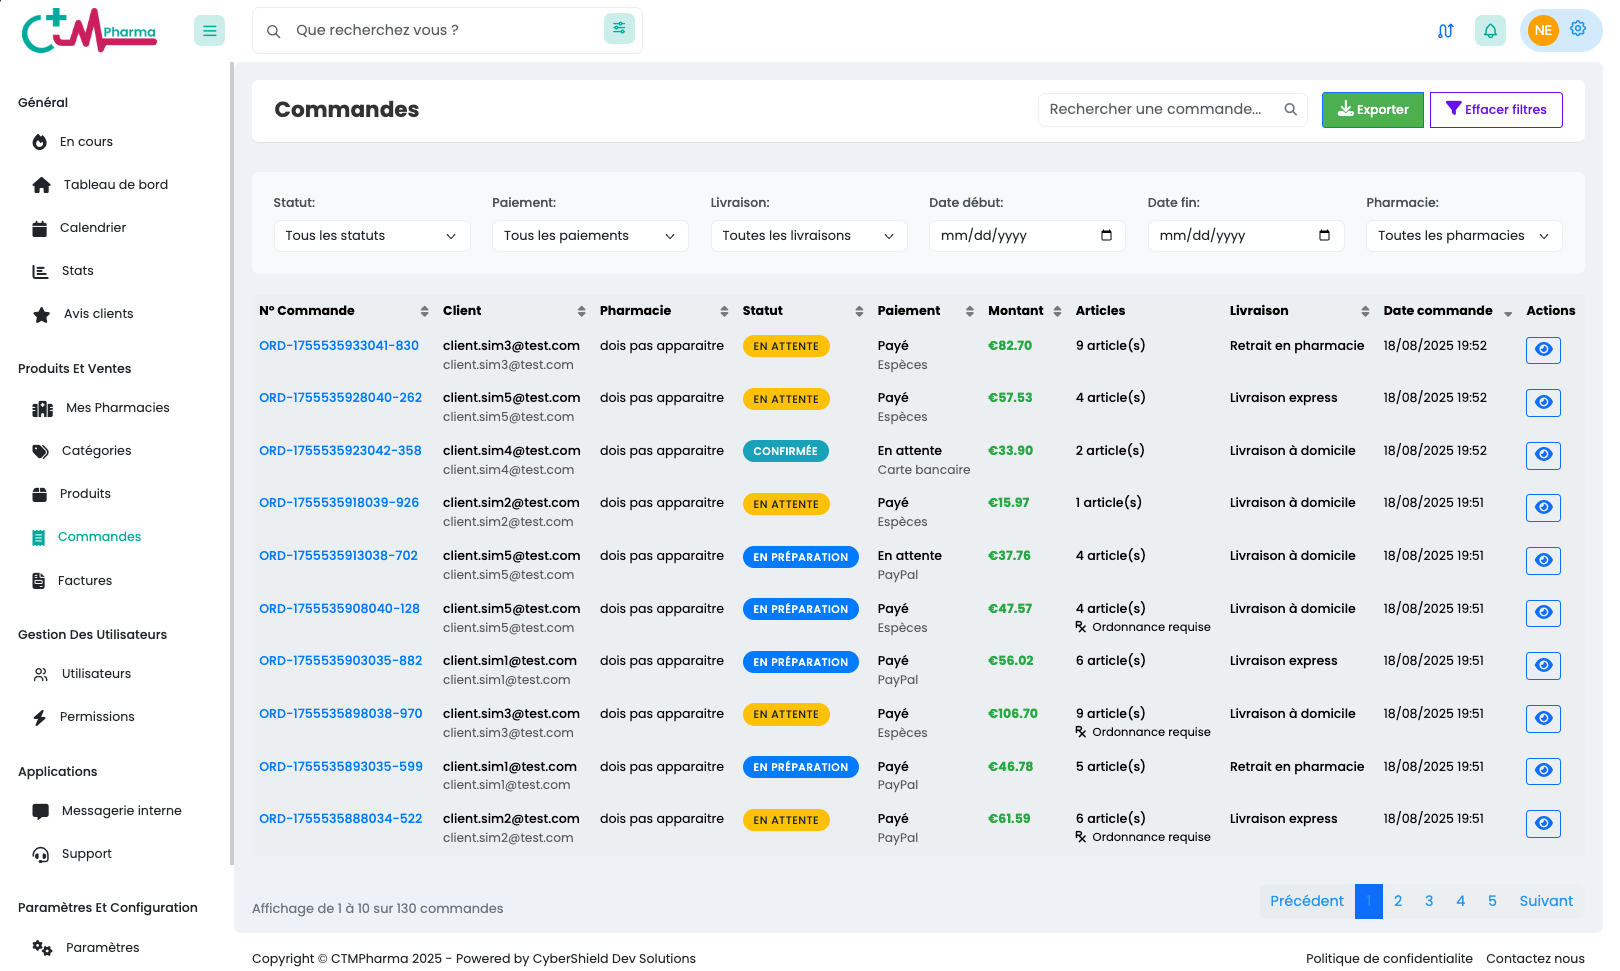 CTM Pharma
Que recherchez vous ?
NE
Général
En cours
Tableau de bord
Calendrier
Stats
Avis clients
Produits Et Ventes
Mes Pharmacies
Catégories
Produits
Commandes
Factures
Gestion Des Utilisateurs
Utilisateurs
Permissions
Applications
Messagerie interne
Support
Paramètres Et Configuration
Paramètres
Commandes
Rechercher une commande...
Exporter
Effacer filtres
Statut: Paiement: Livraison: Date début: Date fin: Pharmacie:
Tous les statuts Tous les paiements Toutes les livraisons mm/dd/yyyy mm/dd/yyyy Toutes les pharmacies
N° Commande Client Pharmacie Statut Paiement Montant Articles Livraison Date commande Actions
ORD-1755535933041-830 client.sim3@test.com dois pas apparaitre EN ATTENTE Payé €82.70 9 article(s) Retrait en pharmacie 18/08/2025 19:52
client.sim3@test.com Espèces
ORD-1755535928040-262 client.sim5@test.com dois pas apparaitre EN ATTENTE Payé €57.53 4 article(s) Livraison express 18/08/2025 19:52
client.sim5@test.com Espèces
ORD-1755535923042-358 client.sim4@test.com dois pas apparaitre CONFIRMÉE En attente €33.90 2 article(s) Livraison à domicile 18/08/2025 19:52
client.sim4@test.com Carte bancaire
ORD-1755535918039-926 client.sim2@test.com dois pas apparaitre EN ATTENTE Payé €15.97 1 article(s) Livraison à domicile 18/08/2025 19:51
client.sim2@test.com Espèces
ORD-1755535913038-702 client.sim5@test.com dois pas apparaitre EN PRÉPARATION En attente €37.76 4 article(s) Livraison à domicile 18/08/2025 19:51
client.sim5@test.com PayPal
ORD-1755535908040-128 client.sim5@test.com dois pas apparaitre EN PRÉPARATION Payé €47.57 4 article(s) Livraison à domicile 18/08/2025 19:51
client.sim5@test.com Espèces Ordonnance requise
ORD-1755535903035-882 client.sim1@test.com dois pas apparaitre EN PRÉPARATION Payé €56.02 6 article(s) Livraison express 18/08/2025 19:51
client.sim1@test.com PayPal
ORD-1755535898038-970 client.sim3@test.com dois pas apparaitre EN ATTENTE Payé €106.70 9 article(s) Livraison à domicile 18/08/2025 19:51
client.sim3@test.com Espèces Ordonnance requise
ORD-1755535893035-599 client.sim1@test.com dois pas apparaitre EN PRÉPARATION Payé €46.78 5 article(s) Retrait en pharmacie 18/08/2025 19:51
client.sim1@test.com PayPal
ORD-1755535888034-522 client.sim2@test.com dois pas apparaitre EN ATTENTE Payé €61.59 6 article(s) Livraison express 18/08/2025 19:51
client.sim2@test.com PayPal Ordonnance requise
Affichage de 1 à 10 sur 130 commandes
Précédent 1 2 3 4 5 Suivant
Copyright © CTMPharma 2025 - Powered by CyberShield Dev Solutions
Politique de confidentialite Contactez nous